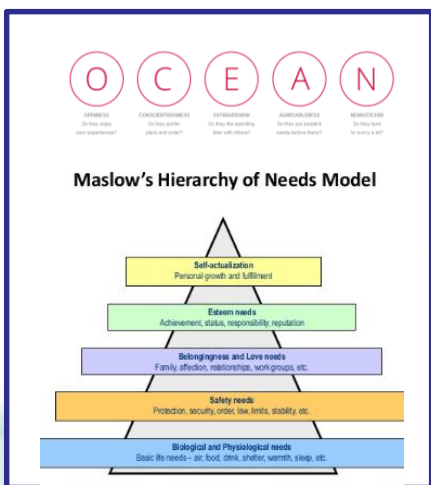 O C E A N
OPENNESS CONSCIENTIOUSNESS EXTRAVERSION AGREEABLENESS NEUROTICISM
Do they enjoy Do they prefer Do they like spending Do they put people's Do they tend
new experiences? plans and order? time with others? needs before theirs? to worry a lot?
Maslow's Hierarchy of Needs Model
Self-actualization
Personal growth and fulfillment
Esteem needs
Achievement, status, responsibility, reputation
Belongingness and Love needs
Family, affection, relationships, work groups, etc.
Safety needs
Protection, security, order, law, limits, stability, etc.
Biological and Physiological needs
Basic life needs – air, food, drink, shelter, warmth, sleep, etc.